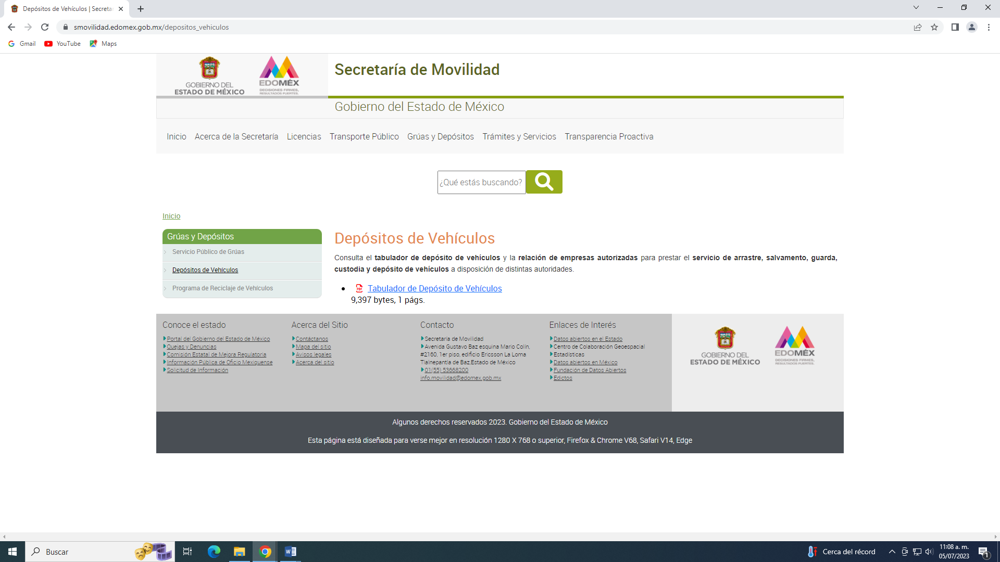 Depósitos de Vehículos | Secretar
smovilidad.edomex.gob.mx/depositos_vehiculos
Gmail YouTube Maps
GOBIERNO DEL
ESTADO DE MÉXICO
EDOMÉX
DECISIONES FIRMES,
RESULTADOS FUERTES.
Secretaría de Movilidad
Gobierno del Estado de México
Inicio Acerca de la Secretaría Licencias Transporte Público Grúas y Depósitos Trámites y Servicios Transparencia Proactiva
¿Qué estás buscando?
Inicio
Grúas y Depósitos
Servicio Público de Grúas
Depósitos de Vehículos
Programa de Reciclaje de Vehículos
Depósitos de Vehículos
Consulta el tabulador de depósito de vehículos y la relación de empresas autorizadas para prestar el servicio de arrastre, salvamento, guarda,
custodia y depósito de vehículos a disposición de distintas autoridades.
PDF Tabulador de Depósito de Vehículos
9,397 bytes, 1 págs.
Conoce el estado
Portal del Gobierno del Estado de México
Quejas y Denuncias
Comisión Estatal de Mejora Regulatoria
Información Pública de Oficio Mexiquense
Solicitud de Información
Acerca del Sitio
Contáctanos
Mapa del sitio
Avisos legales
Acerca del sitio
Contacto
Secretaría de Movilidad
Avenida Gustavo Baz esquina Mario Colín,
#2160, 1er piso, edificio Ericsson La Loma
Tlalnepantla de Baz,Estado de México
01(55) 53668200
info.movilidad@edomex.gob.mx
Enlaces de Interés
Datos abiertos en el Estado
Centro de Colaboración Geoespacial
Estadísticas
Datos abiertos en México
Fundación de Datos Abiertos
Edictos
GOBIERNO DEL
ESTADO DE MÉXICO
EDOMÉX
DECISIONES FIRMES,
RESULTADOS FUERTES.
Algunos derechos reservados 2023. Gobierno del Estado de México
Esta página está diseñada para verse mejor en resolución 1280 X 768 o superior, Firefox & Chrome V68, Safari V14, Edge
Buscar
W
Cerca del récord
11:08 a. m.
05/07/2023
1